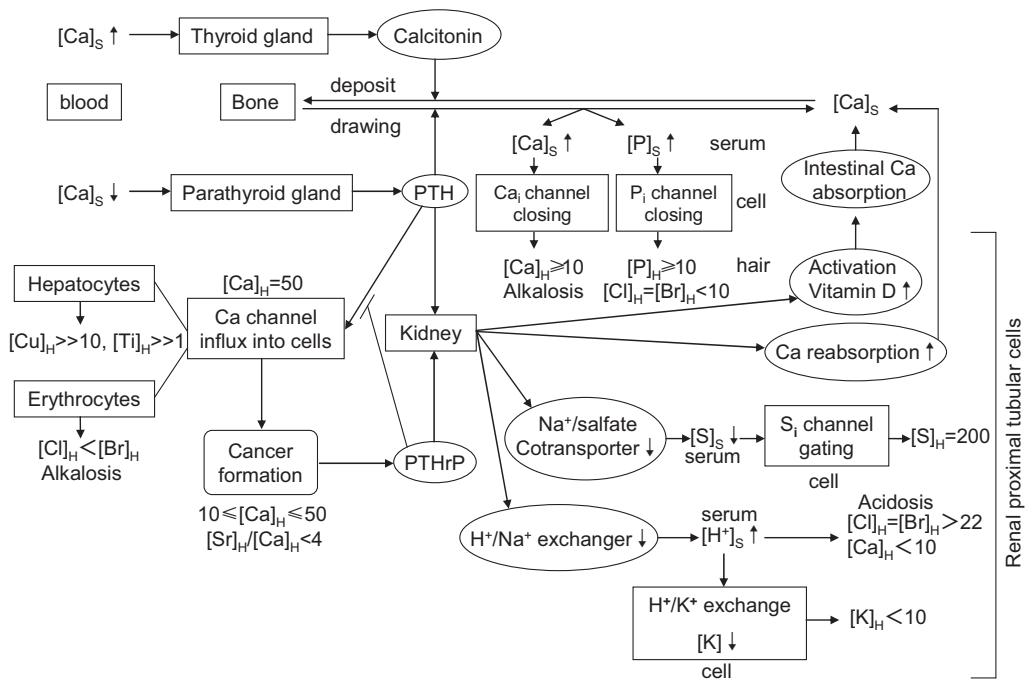 [Ca]S ↑
Thyroid gland
Calcitonin
blood
Bone
deposit
drawing
[Ca]S
[Ca]S ↑
[P]S ↑
serum
Intestinal Ca
absorption
[Ca]S ↓
Parathyroid gland
PTH
Cai channel
closing
Pi channel
closing
cell
[Ca]H≥10
Alkalosis
[P]H≥10
[Cl]H=[Br]H<10
hair
Activation
Vitamin D ↑
Hepatocytes
[Cu]H>>10, [Ti]H>>1
[Ca]H=50
Ca channel
influx into cells
Kidney
Ca reabsorption ↑
Erythrocytes
[Cl]H<[Br]H
Alkalosis
Cancer
formation
PTHrP
Na+/salfate
Cotransporter ↓
[S]S ↓
serum
Si channel
gating
cell
[S]H=200
10≤[Ca]H≤50
[Sr]H/[Ca]H<4
H+/Na+ exchanger ↓
serum
[H+]S ↑
Acidosis
[Cl]H=[Br]H>22
[Ca]H<10
H+/K+ exchange
[K] ↓
cell
[K]H<10
Renal proximal tubular cells